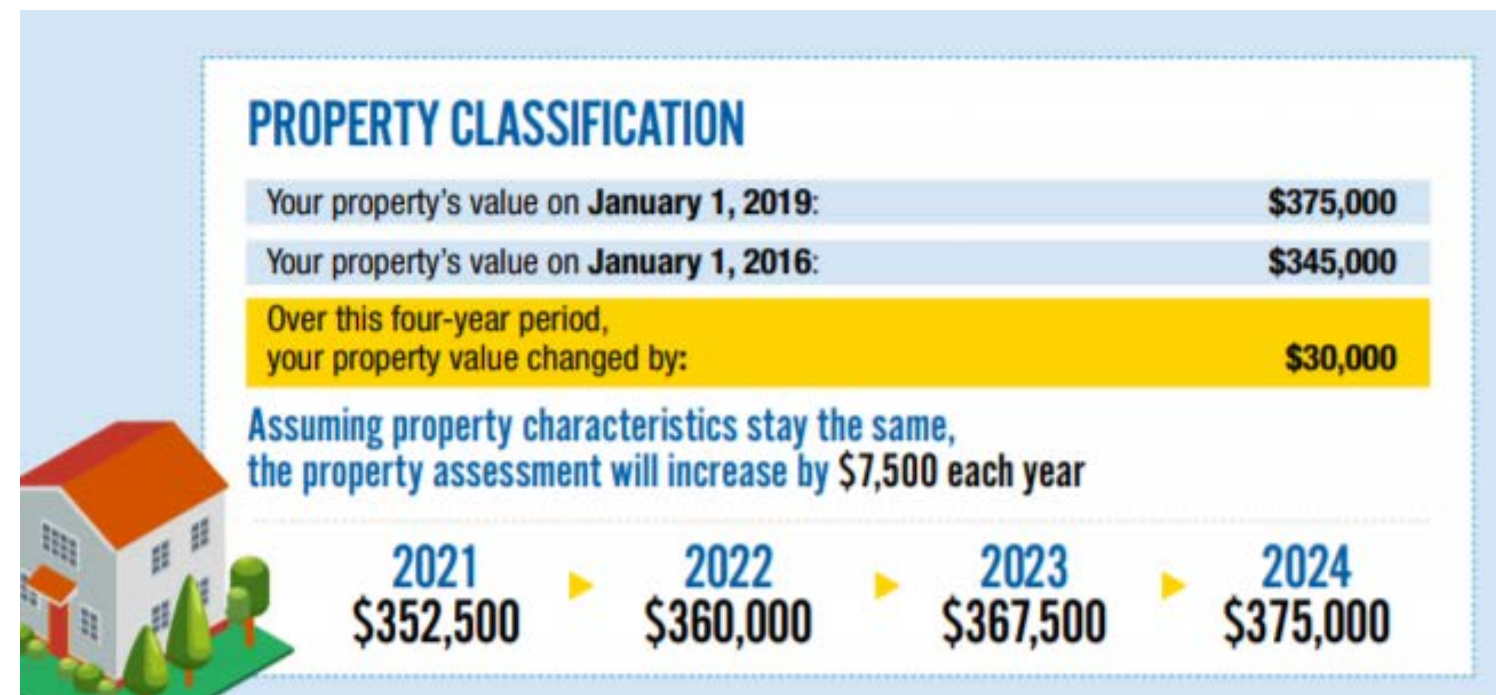 PROPERTY CLASSIFICATION
Your property's value on January 1, 2019: $375,000
Your property's value on January 1, 2016: $345,000
Over this four-year period,
your property value changed by: $30,000
Assuming property characteristics stay the same,
the property assessment will increase by $7,500 each year
2021 2022 2023 2024
$352,500 $360,000 $367,500 $375,000